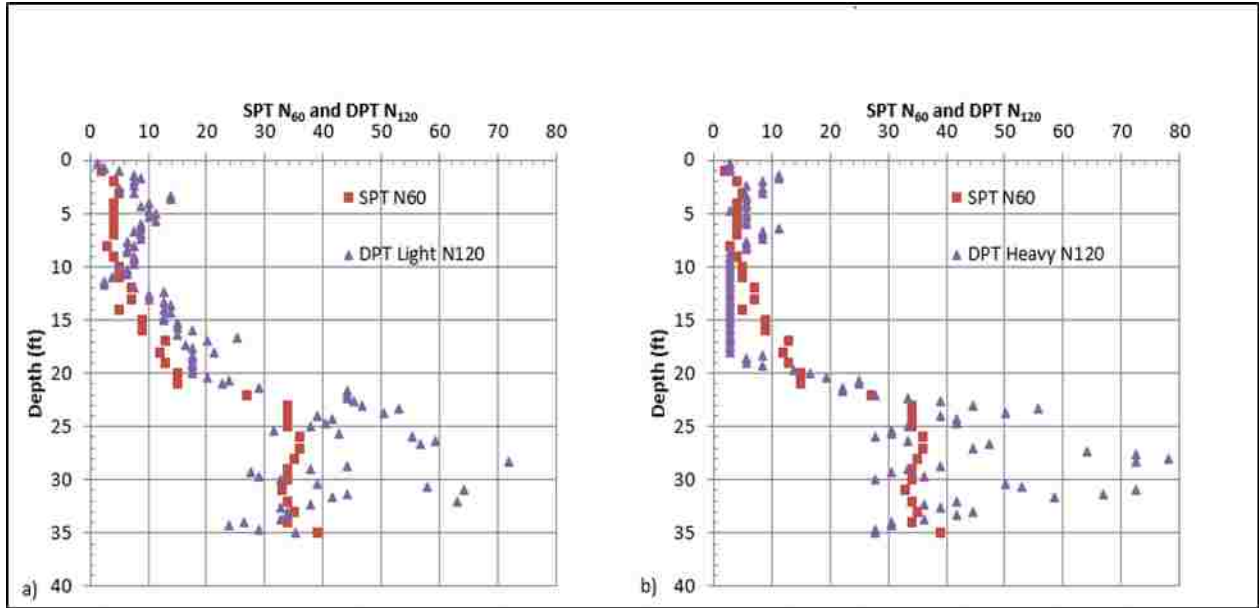 SPT N₆₀ and DPT N₁₂₀
0 10 20 30 40 50 60 70 80
0
5
10
15
20
25
30
35
40
Depth (ft)
SPT N60
DPT Light N120
a)
SPT N₆₀ and DPT N₁₂₀
0 10 20 30 40 50 60 70 80
0
5
10
15
20
25
30
35
40
Depth (ft)
SPT N60
DPT Heavy N120
b)